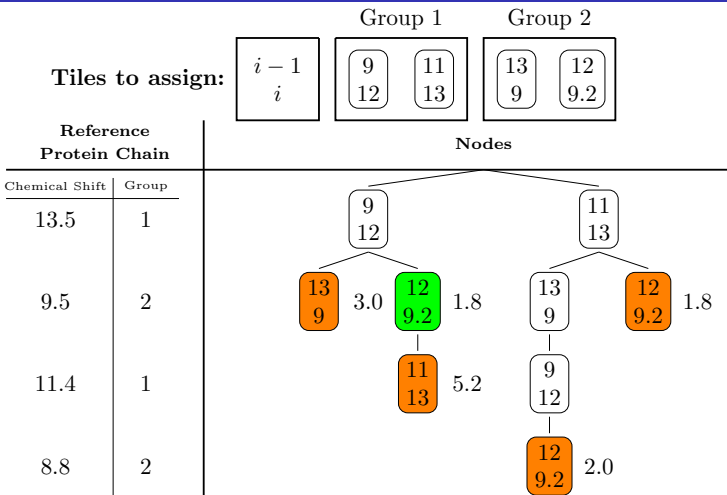 Group 1 Group 2
Tiles to assign: i − 1 9 11 13 12
i 12 13 9 9.2
Reference
Protein Chain
Nodes
Chemical Shift Group
9 11
13.5 1
12 13
13 12 13 12
9.5 2 3.0 1.8 1.8
9 9.2 9 9.2
11 9
11.4 1 5.2
13 12
12
8.8 2 2.0
9.2